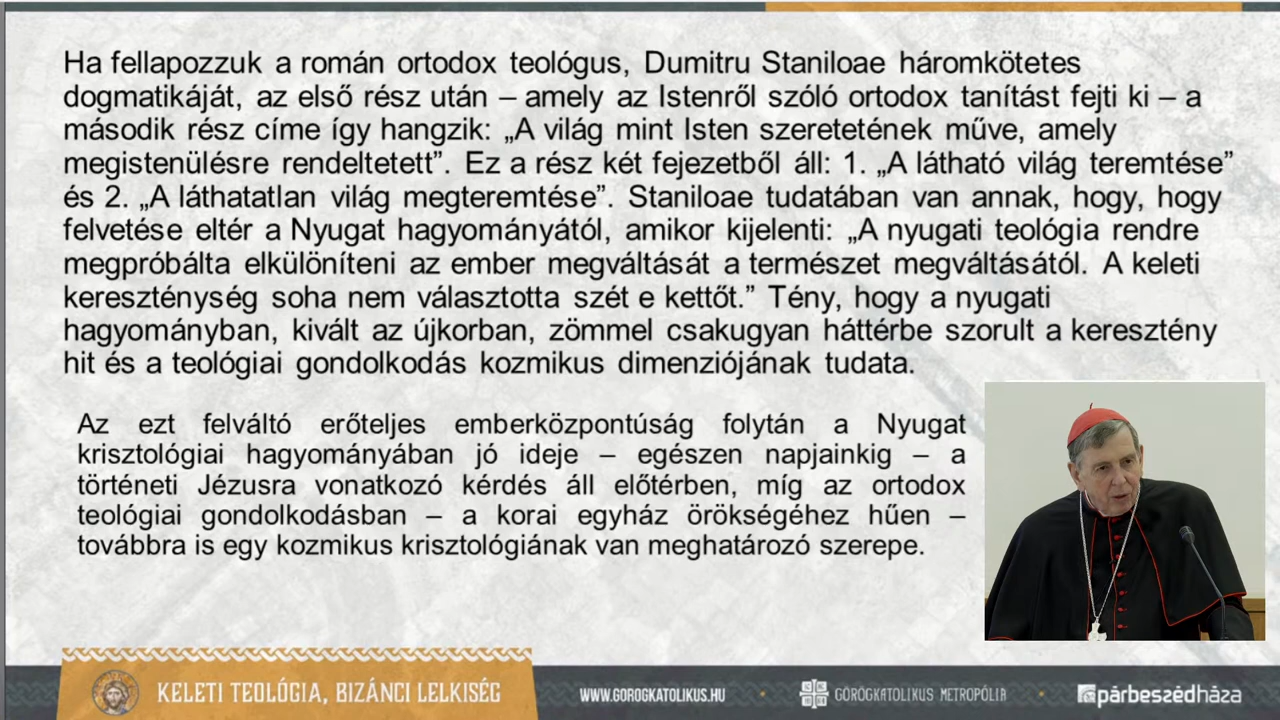 Ha fellapozzuk a román ortodox teológus, Dumitru Staniloae háromkötetes
dogmatikáját, az első rész után – amely az Istenről szóló ortodox tanítást fejti ki – a
második rész címe így hangzik: „A világ mint Isten szeretetének műve, amely
megistenülésre rendeltetett”. Ez a rész két fejezetből áll: 1. „A látható világ teremtése”
és 2. „A láthatatlan világ megteremtése”. Staniloae tudatában van annak, hogy, hogy
felvetése eltér a Nyugat hagyományától, amikor kijelenti: „A nyugati teológia rendre
megpróbálta elkülöníteni az ember megváltását a természet megváltásától. A keleti
kereszténység soha nem választotta szét e kettőt.” Tény, hogy a nyugati
hagyományban, kivált az újkorban, zömmel csakugyan háttérbe szorult a keresztény
hit és a teológiai gondolkodás kozmikus dimenziójának tudata.
Az ezt felváltó erőteljes emberközpontúság folytán a Nyugat
krisztológiai hagyományában jó ideje – egészen napjainkig – a
történeti Jézusra vonatkozó kérdés áll előtérben, míg az ortodox
teológiai gondolkodásban – a korai egyház örökségéhez hűen –
továbbra is egy kozmikus krisztológiának van meghatározó szerepe.
KELETI TEOLÓGIA, BIZÁNCI LELKISÉG
WWW.GOROGKATOLIKUS.HU
GÖRÖGKATOLIKUS METROPÓLIA
párbeszédháza